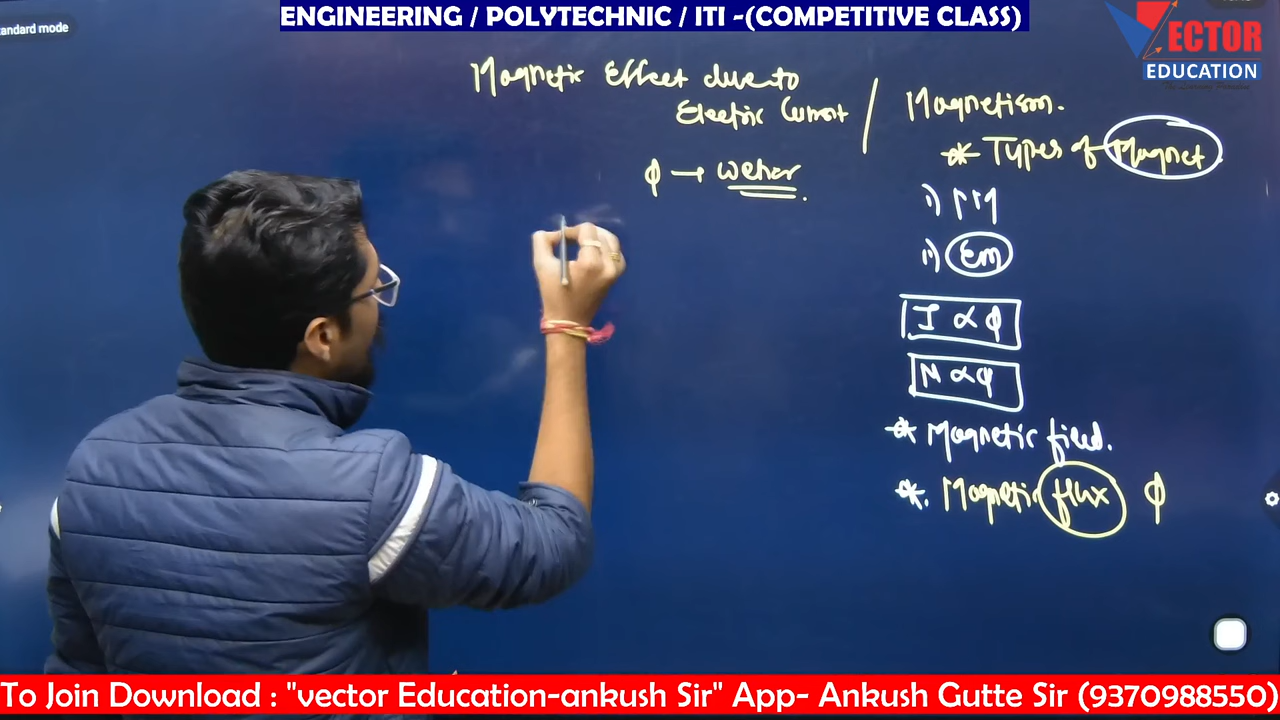 ENGINEERING / POLYTECHNIC / ITI -(COMPETITIVE CLASS)
andard mode
VECTOR
EDUCATION
Magnetic Effect due to
Electric Current
ϕ → Weber
Magnetism.
* Types of Magnet
i) PM
ii) EM
I ∝ ϕ
N ∝ ϕ
* Magnetic field.
*. Magnetic flux ϕ
To Join Download : "vector Education-ankush Sir" App- Ankush Gutte Sir (9370988550)